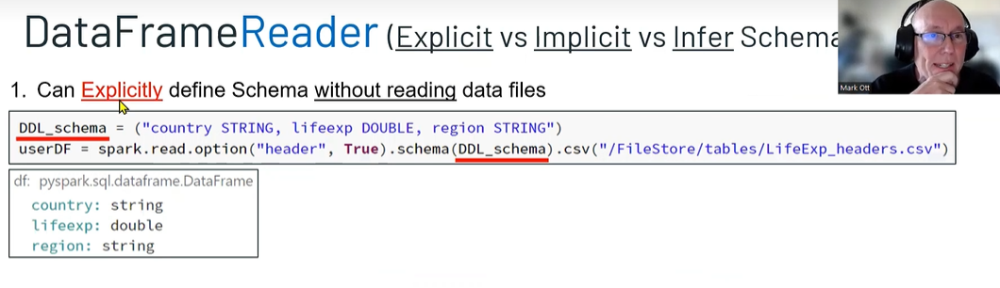 DataFrameReader (Explicit vs Implicit vs Infer Schema
Mark Ott
1. Can Explicitly define Schema without reading data files
DDL_schema = ("country STRING, lifeexp DOUBLE, region STRING")
userDF = spark.read.option("header", True).schema(DDL_schema).csv("/FileStore/tables/LifeExp_headers.csv")
df: pyspark.sql.dataframe.DataFrame
country: string
lifeexp: double
region: string